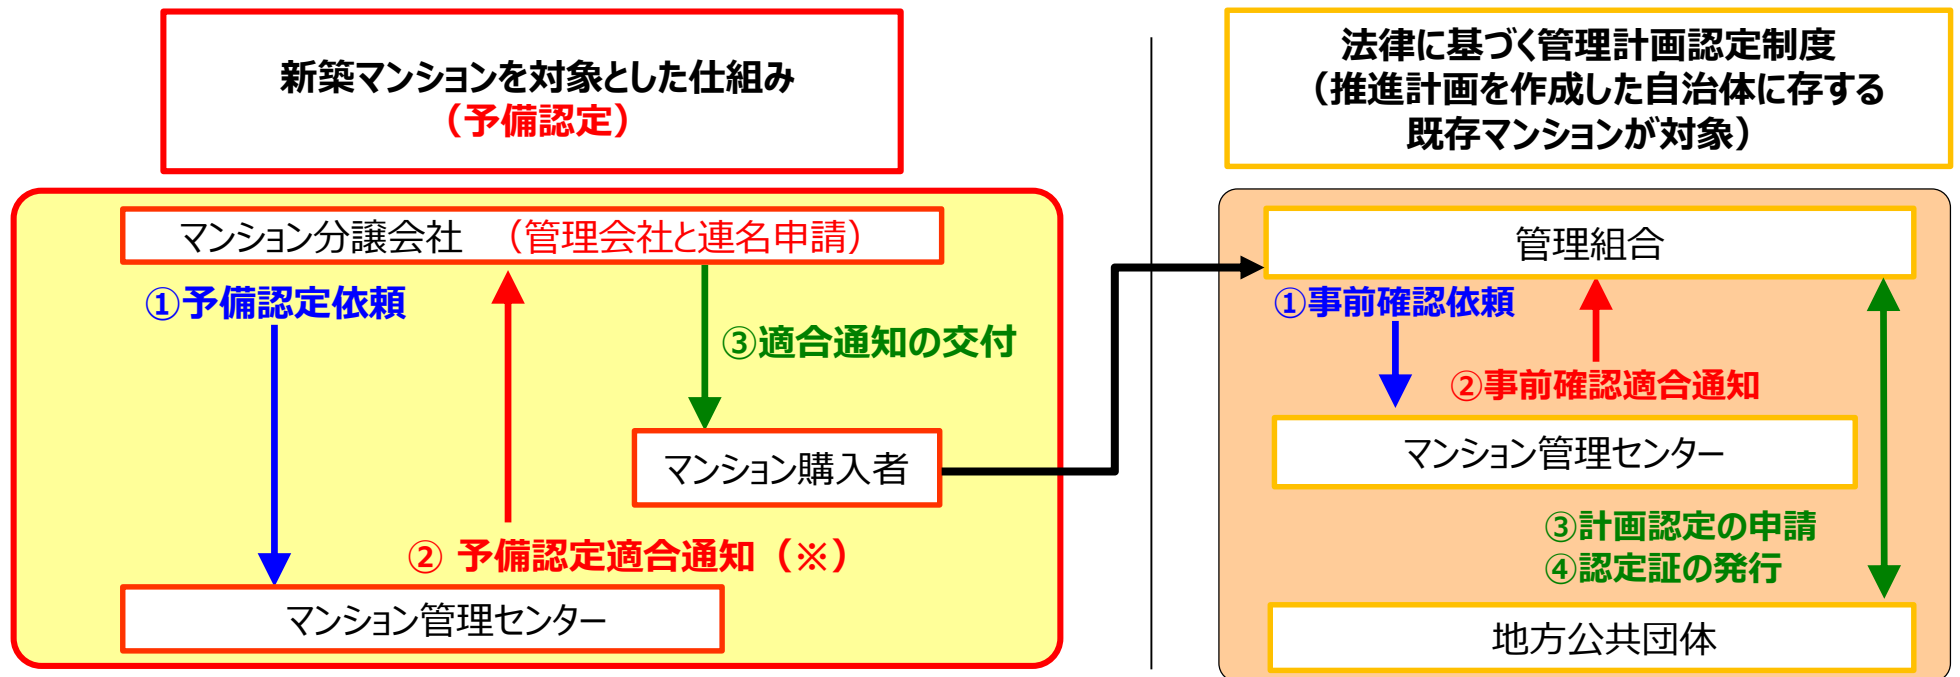 新築マンションを対象とした仕組み
（予備認定）
マンション分譲会社　（管理会社と連名申請）
①予備認定依頼
③適合通知の交付
マンション購入者
② 予備認定適合通知（※）
マンション管理センター
法律に基づく管理計画認定制度
（推進計画を作成した自治体に存する
既存マンションが対象）
管理組合
①事前確認依頼
②事前確認適合通知
マンション管理センター
③計画認定の申請
④認定証の発行
地方公共団体